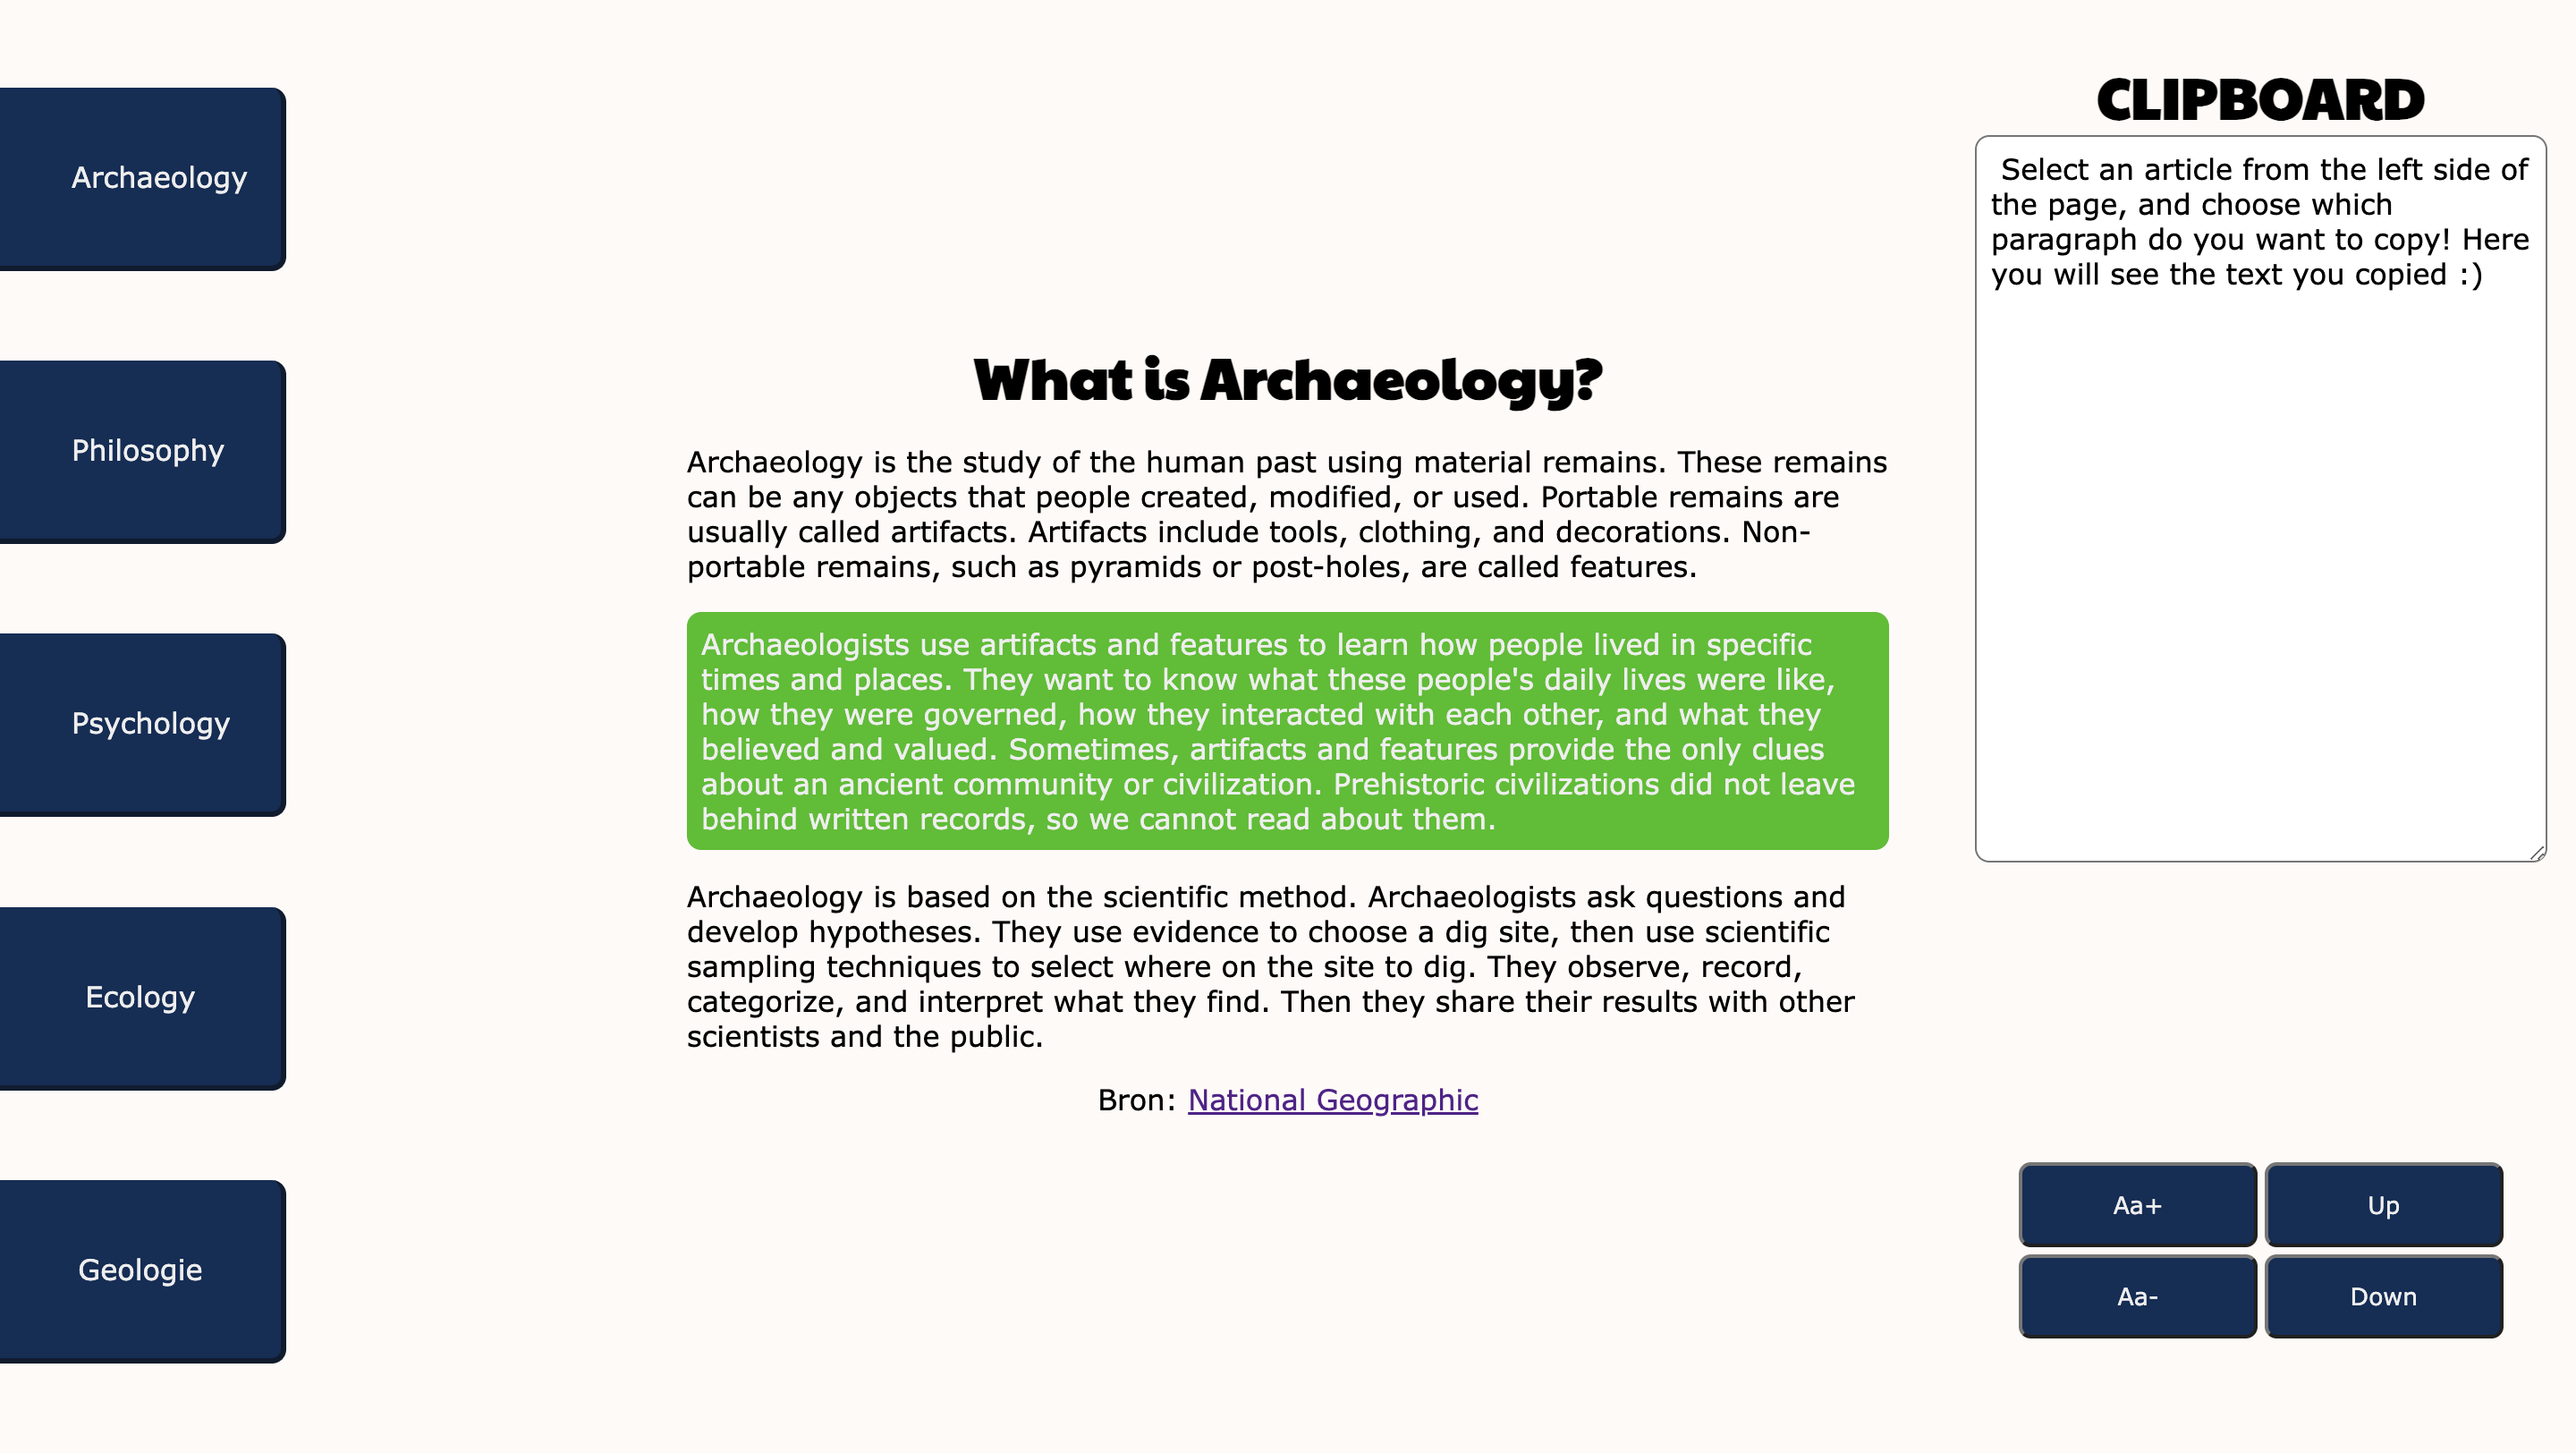 Archaeology
Philosophy
Psychology
Ecology
Geologie
What is Archaeology?
Archaeology is the study of the human past using material remains. These remains
can be any objects that people created, modified, or used. Portable remains are
usually called artifacts. Artifacts include tools, clothing, and decorations. Non-
portable remains, such as pyramids or post-holes, are called features.
Archaeologists use artifacts and features to learn how people lived in specific
times and places. They want to know what these people's daily lives were like,
how they were governed, how they interacted with each other, and what they
believed and valued. Sometimes, artifacts and features provide the only clues
about an ancient community or civilization. Prehistoric civilizations did not leave
behind written records, so we cannot read about them.
Archaeology is based on the scientific method. Archaeologists ask questions and
develop hypotheses. They use evidence to choose a dig site, then use scientific
sampling techniques to select where on the site to dig. They observe, record,
categorize, and interpret what they find. Then they share their results with other
scientists and the public.
Bron: National Geographic
CLIPBOARD
Select an article from the left side of
the page, and choose which
paragraph do you want to copy! Here
you will see the text you copied :)
Aa+
Up
Aa-
Down